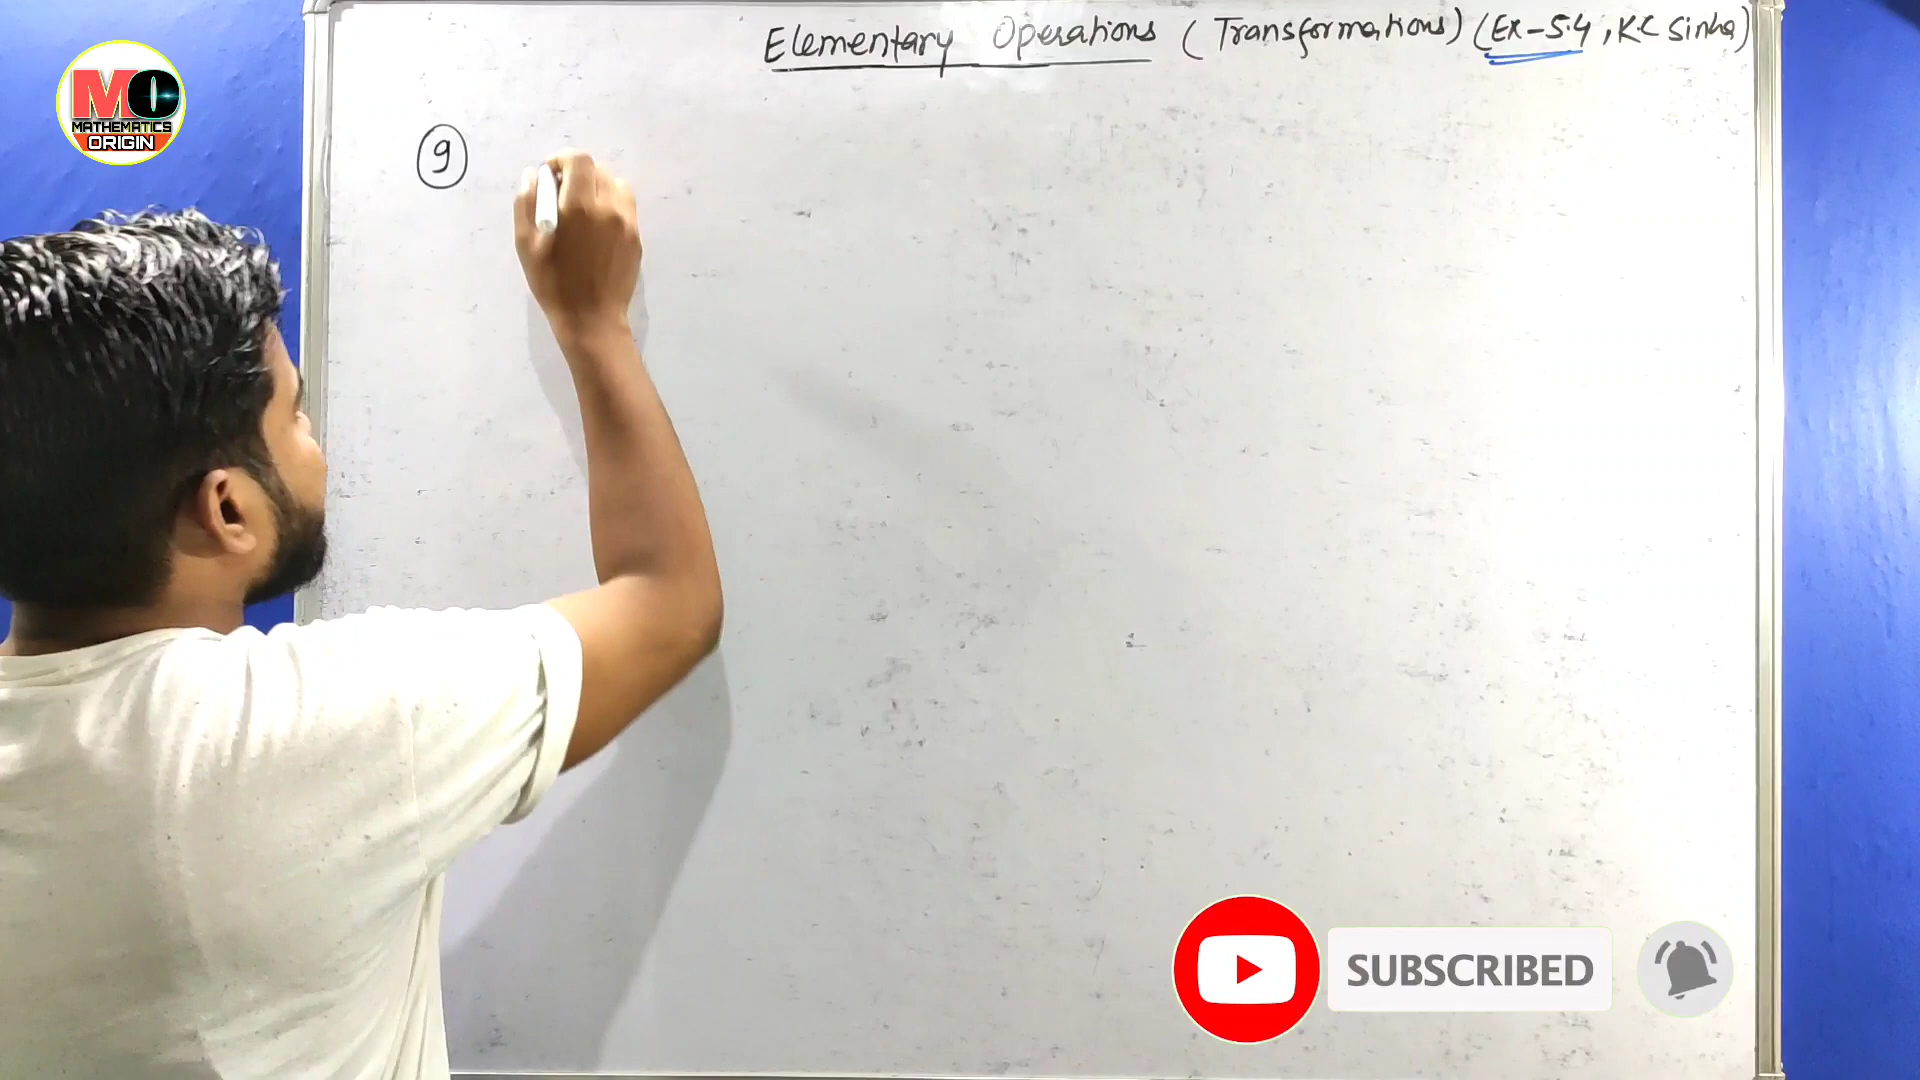 Elementary Operations (Transformations) (Ex-5.4, K.C Sinha)
MO
MATHEMATICS
ORIGIN
9
SUBSCRIBED